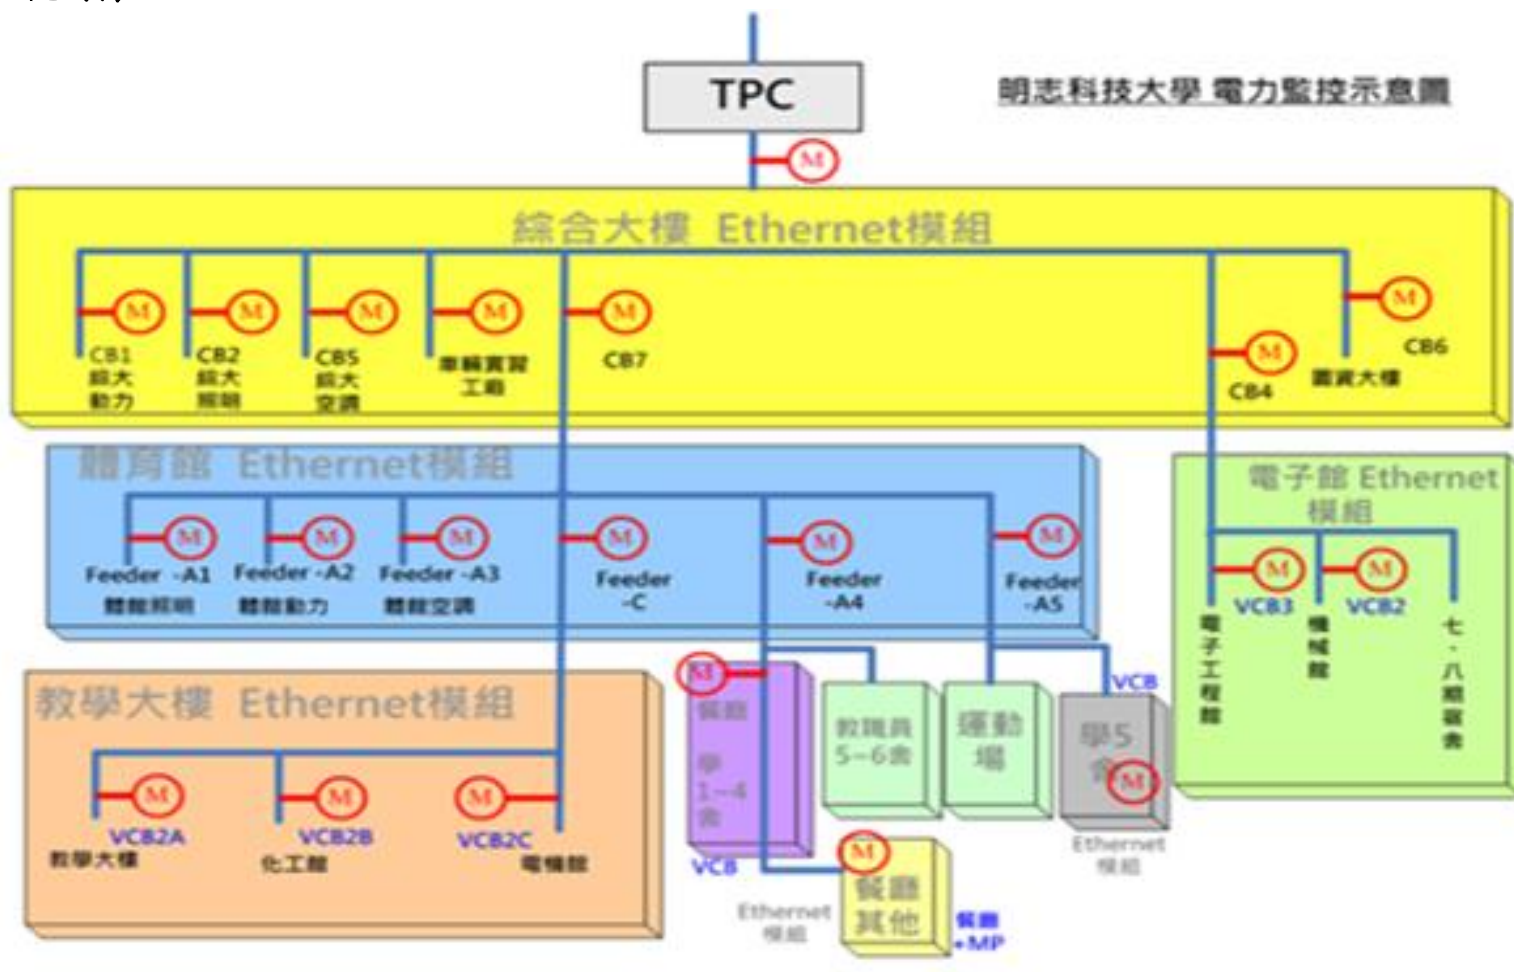 TPC
明志科技大學 電力監控示意圖
M
綜合大樓 Ethernet模組
M
M
M
M
M
M
M
CB1
綜大
動力
CB2
綜大
照明
CB5
綜大
空調
車輛實習
工廠
CB7
CB4
圖資大樓
CB6
體育館 Ethernet模組
M
M
M
M
M
M
Feeder -A1
體館照明
Feeder -A2
體館動力
Feeder -A3
體館空調
Feeder
-C
Feeder
-A4
Feeder
-A5
電子館 Ethernet
模組
M
M
VCB3
VCB2
電子工程館
機械館
七、八期宿舍
教學大樓 Ethernet模組
M
M
M
VCB2A
教學大樓
VCB2B
化工館
VCB2C
電機館
M
餐廳
學
1~4
舍
VCB
教職員
5~6舍
運動
場
VCB
學5
舍
M
Ethernet
模組
M
餐廳
其他
Ethernet
模組
餐廳
+MP